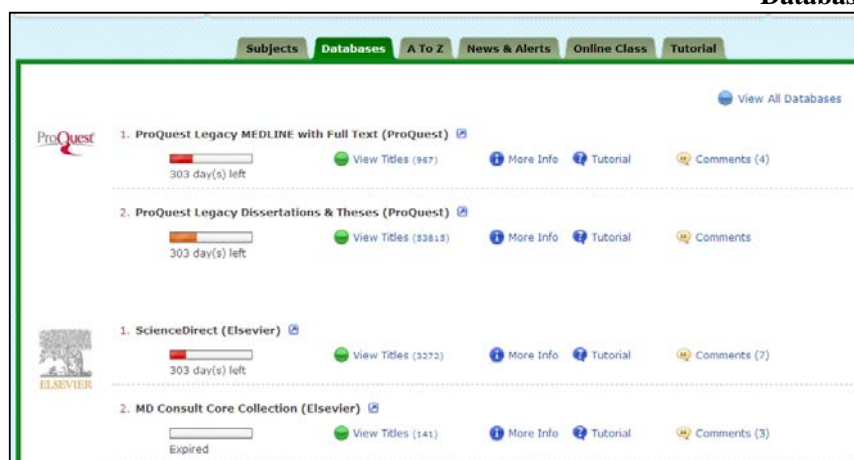 Databas
Subjects Databases A To Z News & Alerts Online Class Tutorial
View All Databases
ProQuest
1. ProQuest Legacy MEDLINE with Full Text (ProQuest)
View Titles (967) More Info Tutorial Comments (4)
303 day(s) left
2. ProQuest Legacy Dissertations & Theses (ProQuest)
View Titles (53815) More Info Tutorial Comments
303 day(s) left
ELSEVIER
1. ScienceDirect (Elsevier)
View Titles (3272) More Info Tutorial Comments (7)
303 day(s) left
2. MD Consult Core Collection (Elsevier)
View Titles (141) More Info Tutorial Comments (3)
Expired